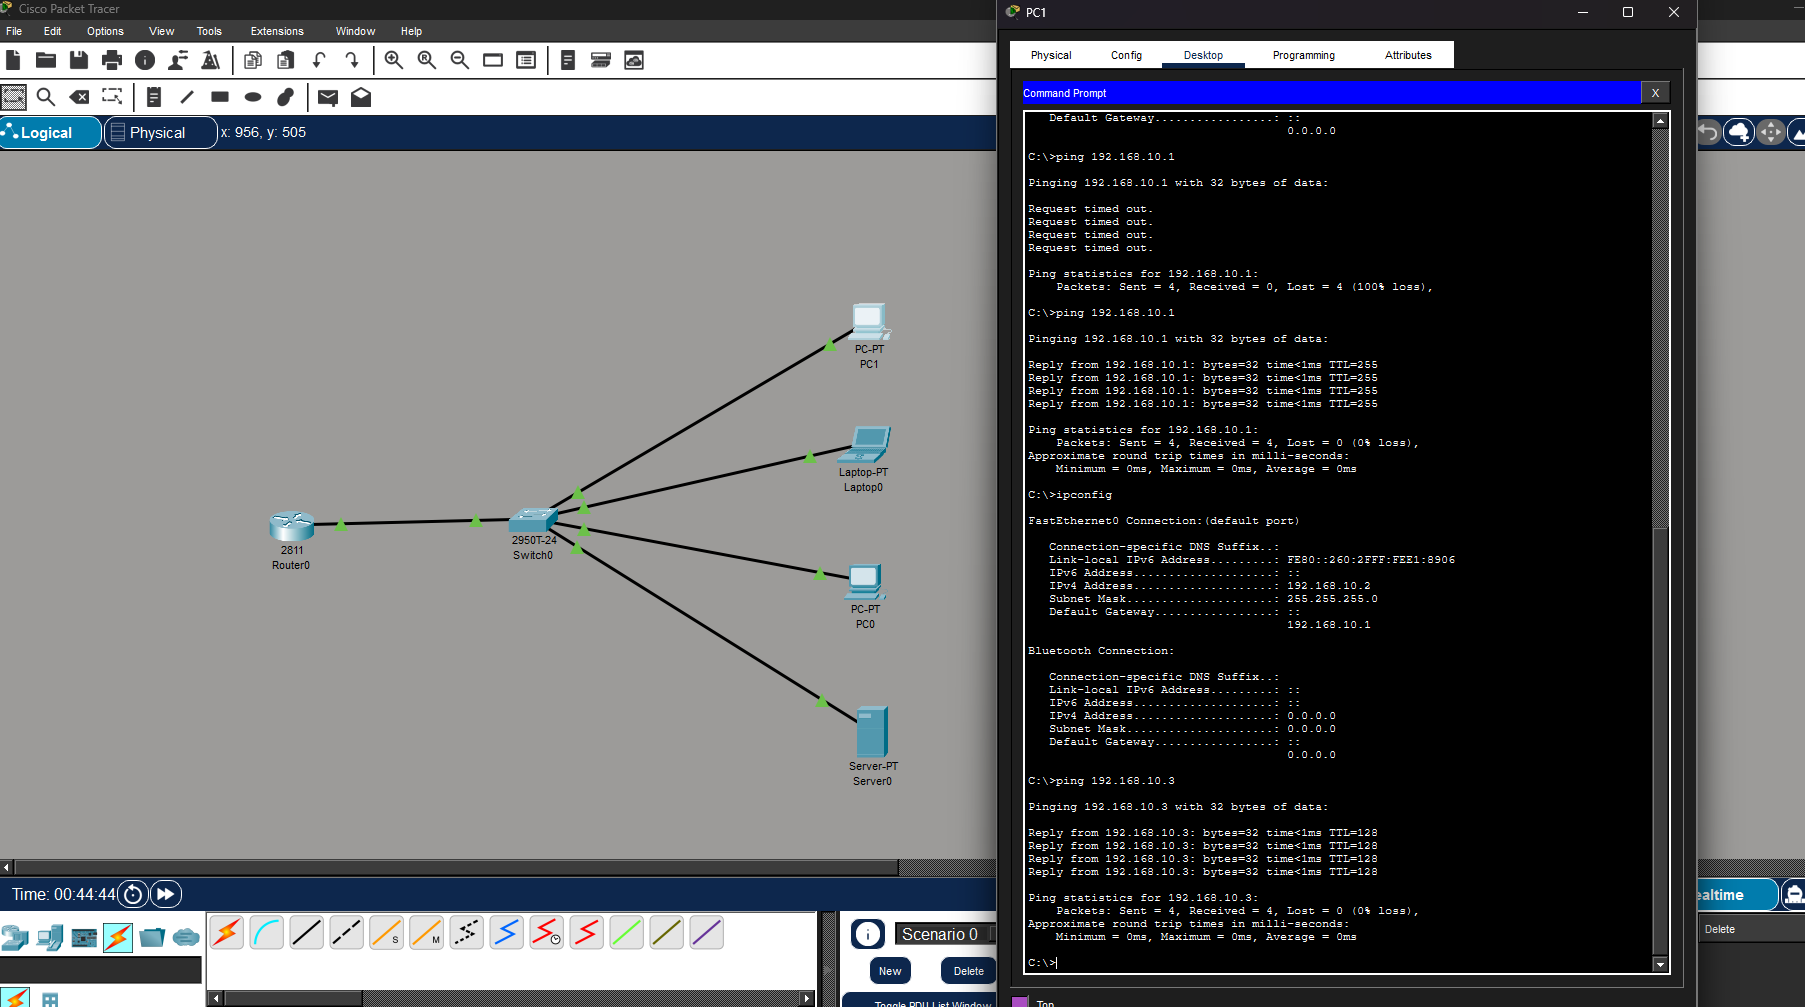 Cisco Packet Tracer
File Edit Options View Tools Extensions Window Help
Logical Physical x: 956, y: 505
PC-PT
PC1
Laptop-PT
Laptop0
2811
Router0
2950T-24
Switch0
PC-PT
PC0
Server-PT
Server0
Time: 00:44:44
S
M
Scenario 0
New Delete
Toggle PDU List Window
ealtime
Delete
PC1
Physical Config Desktop Programming Attributes
Command Prompt X
Default Gateway.................: ::
0.0.0.0
C:\>ping 192.168.10.1
Pinging 192.168.10.1 with 32 bytes of data:
Request timed out.
Request timed out.
Request timed out.
Request timed out.
Ping statistics for 192.168.10.1:
Packets: Sent = 4, Received = 0, Lost = 4 (100% loss),
C:\>ping 192.168.10.1
Pinging 192.168.10.1 with 32 bytes of data:
Reply from 192.168.10.1: bytes=32 time<1ms TTL=255
Reply from 192.168.10.1: bytes=32 time<1ms TTL=255
Reply from 192.168.10.1: bytes=32 time<1ms TTL=255
Reply from 192.168.10.1: bytes=32 time<1ms TTL=255
Ping statistics for 192.168.10.1:
Packets: Sent = 4, Received = 4, Lost = 0 (0% loss),
Approximate round trip times in milli-seconds:
Minimum = 0ms, Maximum = 0ms, Average = 0ms
C:\>ipconfig
FastEthernet0 Connection:(default port)
Connection-specific DNS Suffix..:
Link-local IPv6 Address.........: FE80::260:2FFF:FEE1:8906
IPv6 Address....................: ::
IPv4 Address....................: 192.168.10.2
Subnet Mask.....................: 255.255.255.0
Default Gateway.................: ::
192.168.10.1
Bluetooth Connection:
Connection-specific DNS Suffix..:
Link-local IPv6 Address.........: ::
IPv6 Address....................: ::
IPv4 Address....................: 0.0.0.0
Subnet Mask.....................: 0.0.0.0
Default Gateway.................: ::
0.0.0.0
C:\>ping 192.168.10.3
Pinging 192.168.10.3 with 32 bytes of data:
Reply from 192.168.10.3: bytes=32 time<1ms TTL=128
Reply from 192.168.10.3: bytes=32 time<1ms TTL=128
Reply from 192.168.10.3: bytes=32 time<1ms TTL=128
Reply from 192.168.10.3: bytes=32 time<1ms TTL=128
Ping statistics for 192.168.10.3:
Packets: Sent = 4, Received = 4, Lost = 0 (0% loss),
Approximate round trip times in milli-seconds:
Minimum = 0ms, Maximum = 0ms, Average = 0ms
C:\>
Top